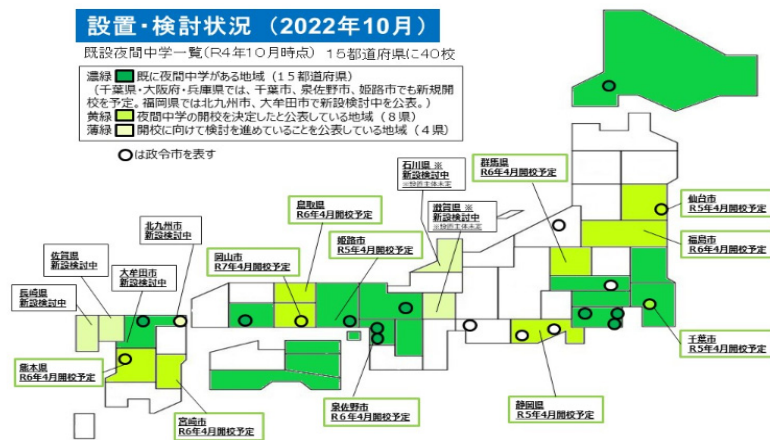 設置・検討状況 (2022年10月)
既設夜間中学一覧(R4年10月時点) 15都道府県に40校
濃緑 既に夜間中学がある地域 (15都道府県)
(千葉県・大阪府・兵庫県では、千葉市、泉佐野市、姫路市でも新規開
校を予定。福岡県では北九州市、大牟田市で新設検討中を公表。)
黄緑 夜間中学の開校を決定したと公表している地域 (8県)
薄緑 開校に向けて検討を進めていることを公表している地域 (4県)
○は政令市を表す
石川県 ※
新設検討中
※設置主体未定
群馬県
R6年4月開校予定
滋賀県 ※
新設検討中
※設置主体未定
仙台市
R5年4月開校予定
鳥取県
R6年4月開校予定
北九州市
新設検討中
姫路市
R5年4月開校予定
福島市
R6年4月開校予定
佐賀県
新設検討中
岡山市
R7年4月開校予定
大牟田市
新設検討中
長崎県
新設検討中
千葉市
R5年4月開校予定
熊本県
R6年4月開校予定
泉佐野市
R6年4月開校予定
静岡県
R5年4月開校予定
宮崎市
R6年4月開校予定